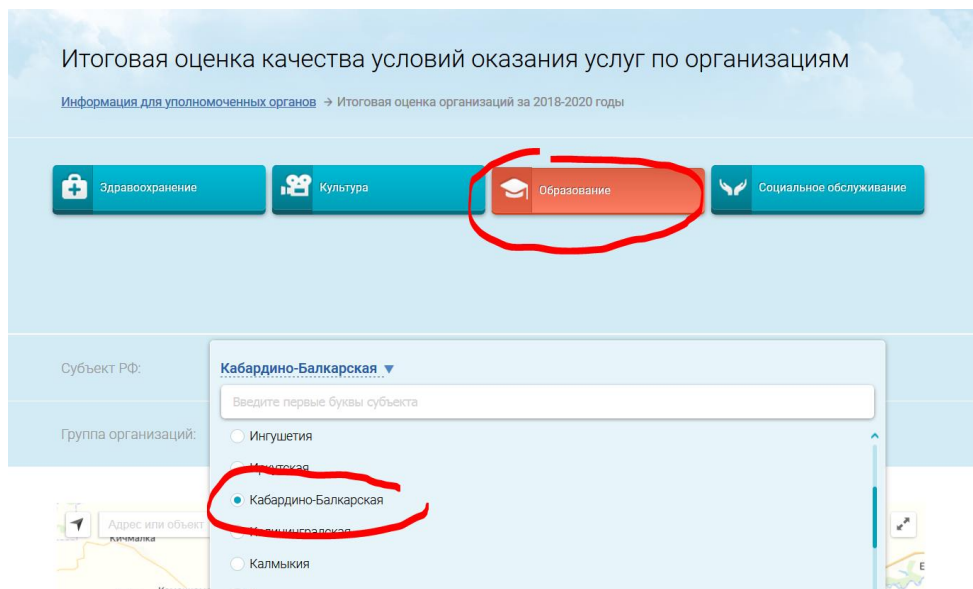 Итоговая оценка качества условий оказания услуг по организациям
Информация для уполномоченных органов → Итоговая оценка организаций за 2018-2020 годы
Здравоохранение
Культура
Образование
Социальное обслуживание
Субъект РФ:
Кабардино-Балкарская ▼
Введите первые буквы субъекта
Группа организаций:
Ингушетия
Иркутская
Кабардино-Балкарская
Калининградская
Калмыкия
Адрес или объект
Кичмалка